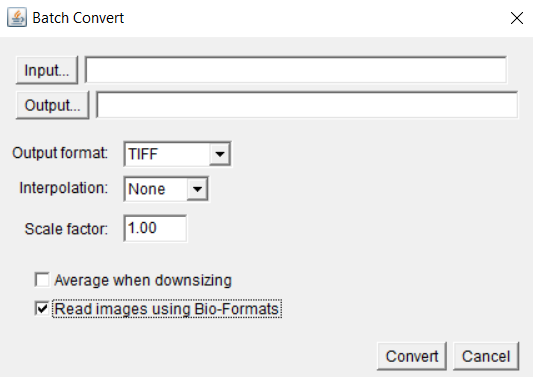 Batch Convert
Input...
Output...
Output format: TIFF
Interpolation: None
Scale factor: 1.00
Average when downsizing
Read images using Bio-Formats
Convert Cancel